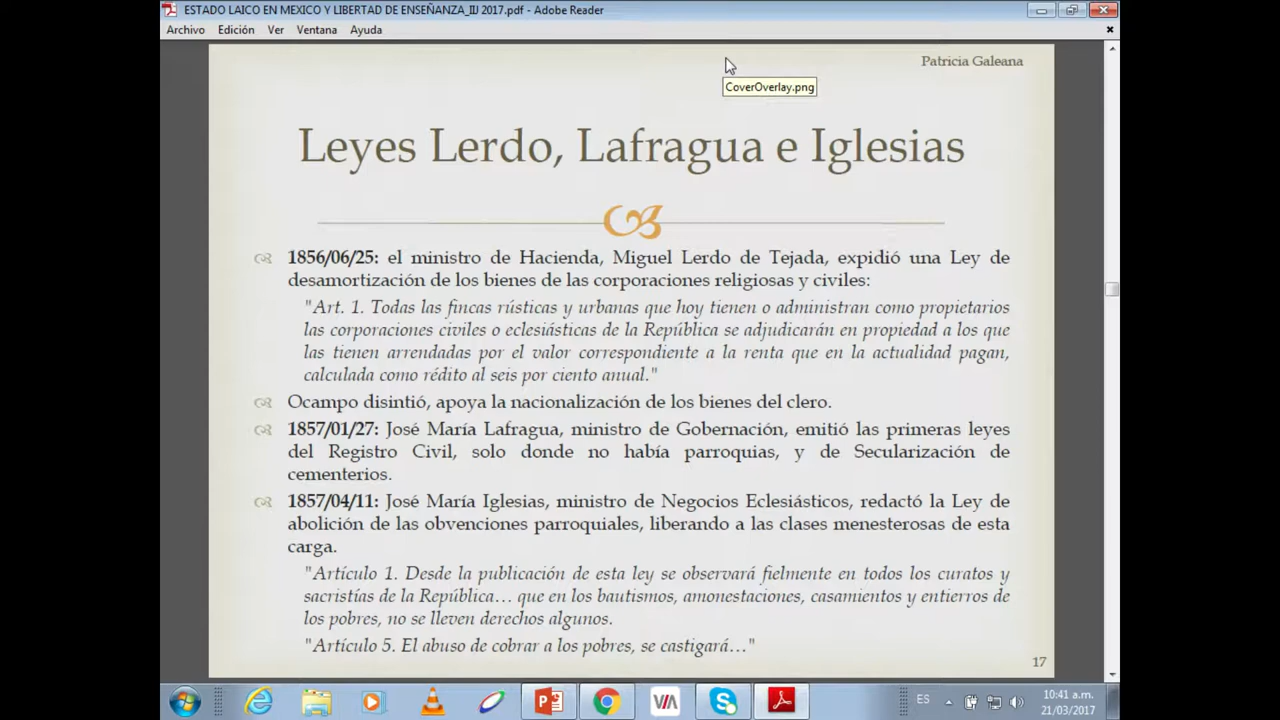 ESTADO LAICO EN MEXICO Y LIBERTAD DE ENSEÑANZA_IIJ 2017.pdf - Adobe Reader
Archivo Edición Ver Ventana Ayuda
Patricia Galeana
CoverOverlay.png
Leyes Lerdo, Lafragua e Iglesias
1856/06/25: el ministro de Hacienda, Miguel Lerdo de Tejada, expidió una Ley de
desamortización de los bienes de las corporaciones religiosas y civiles:
"Art. 1. Todas las fincas rústicas y urbanas que hoy tienen o administran como propietarios
las corporaciones civiles o eclesiásticas de la República se adjudicarán en propiedad a los que
las tienen arrendadas por el valor correspondiente a la renta que en la actualidad pagan,
calculada como rédito al seis por ciento anual."
Ocampo disintió, apoya la nacionalización de los bienes del clero.
1857/01/27: José María Lafragua, ministro de Gobernación, emitió las primeras leyes
del Registro Civil, solo donde no había parroquias, y de Secularización de
cementerios.
1857/04/11: José María Iglesias, ministro de Negocios Eclesiásticos, redactó la Ley de
abolición de las obvenciones parroquiales, liberando a las clases menesterosas de esta
carga.
"Artículo 1. Desde la publicación de esta ley se observará fielmente en todos los curatos y
sacristías de la República... que en los bautismos, amonestaciones, casamientos y entierros de
los pobres, no se lleven derechos algunos.
"Artículo 5. El abuso de cobrar a los pobres, se castigará..."
17
VIA
ES
10:41 a.m.
21/03/2017